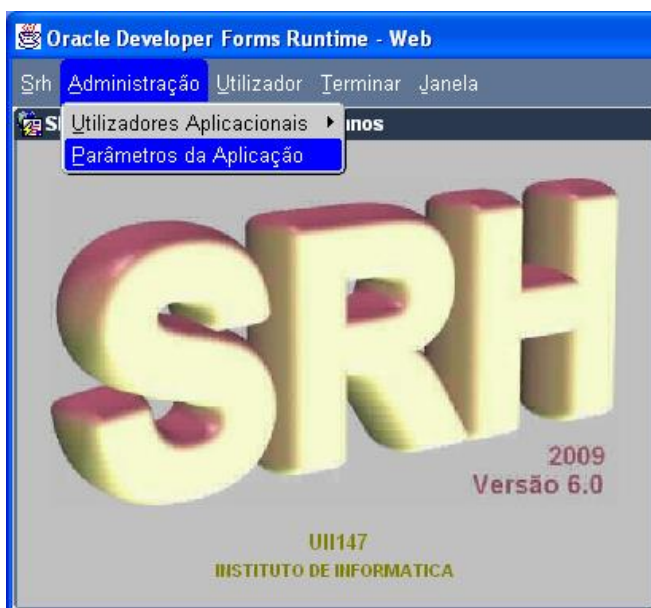 Oracle Developer Forms Runtime - Web
Srh Administração Utilizador Terminar Janela
Utilizadores Aplicacionais
Parâmetros da Aplicação
SRH
2009
Versão 6.0
UII147
INSTITUTO DE INFORMATICA